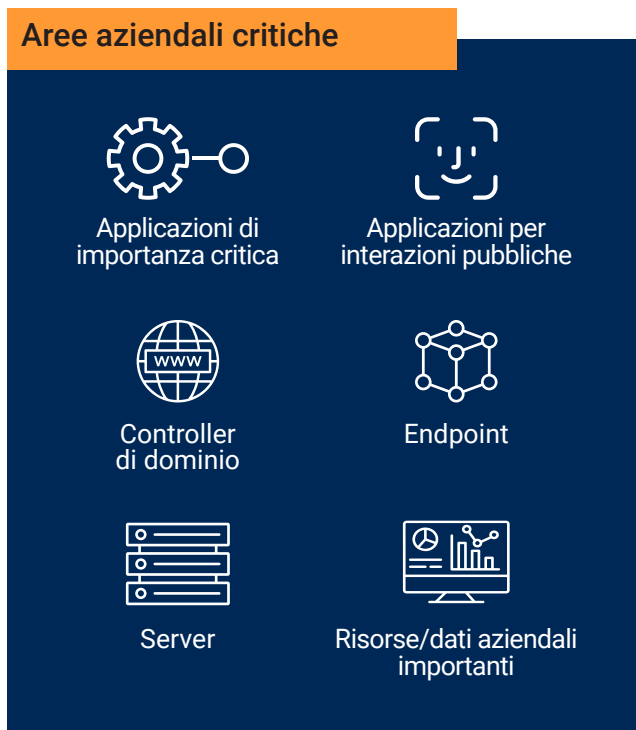 Aree aziendali critiche
Applicazioni di
importanza critica
Applicazioni per
interazioni pubbliche
www
Controller
di dominio
Endpoint
Server
Risorse/dati aziendali
importanti